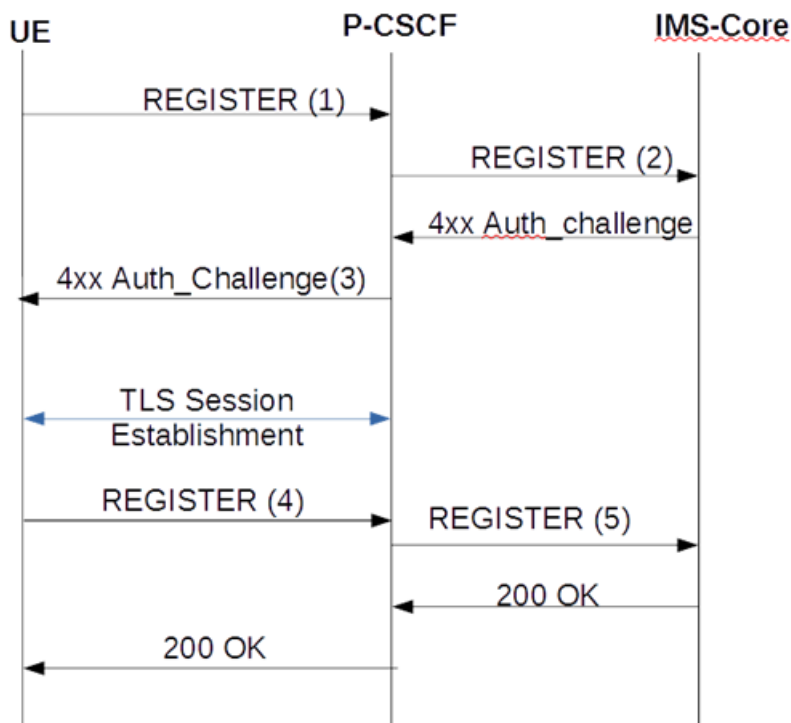 UE
P-CSCF
IMS-Core
REGISTER (1)
REGISTER (2)
4xx Auth_challenge
4xx Auth_Challenge(3)
TLS Session
Establishment
REGISTER (4)
REGISTER (5)
200 OK
200 OK